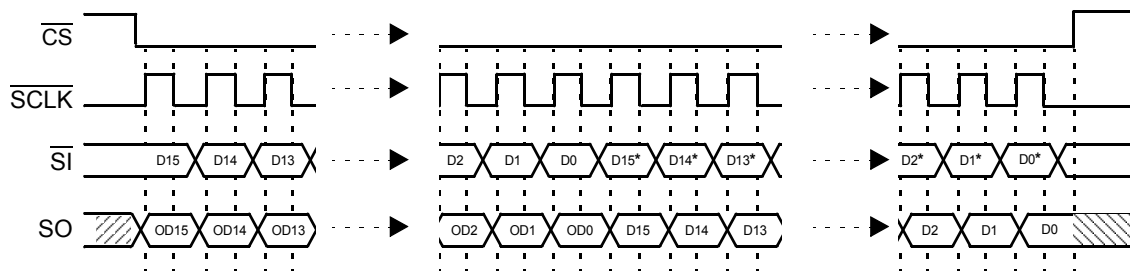 CS
SCLK
SI D15 D14 D13 D2 D1 D0 D15* D14* D13* D2* D1* D0*
SO OD15 OD14 OD13 OD2 OD1 OD0 D15 D14 D13 D2 D1 D0